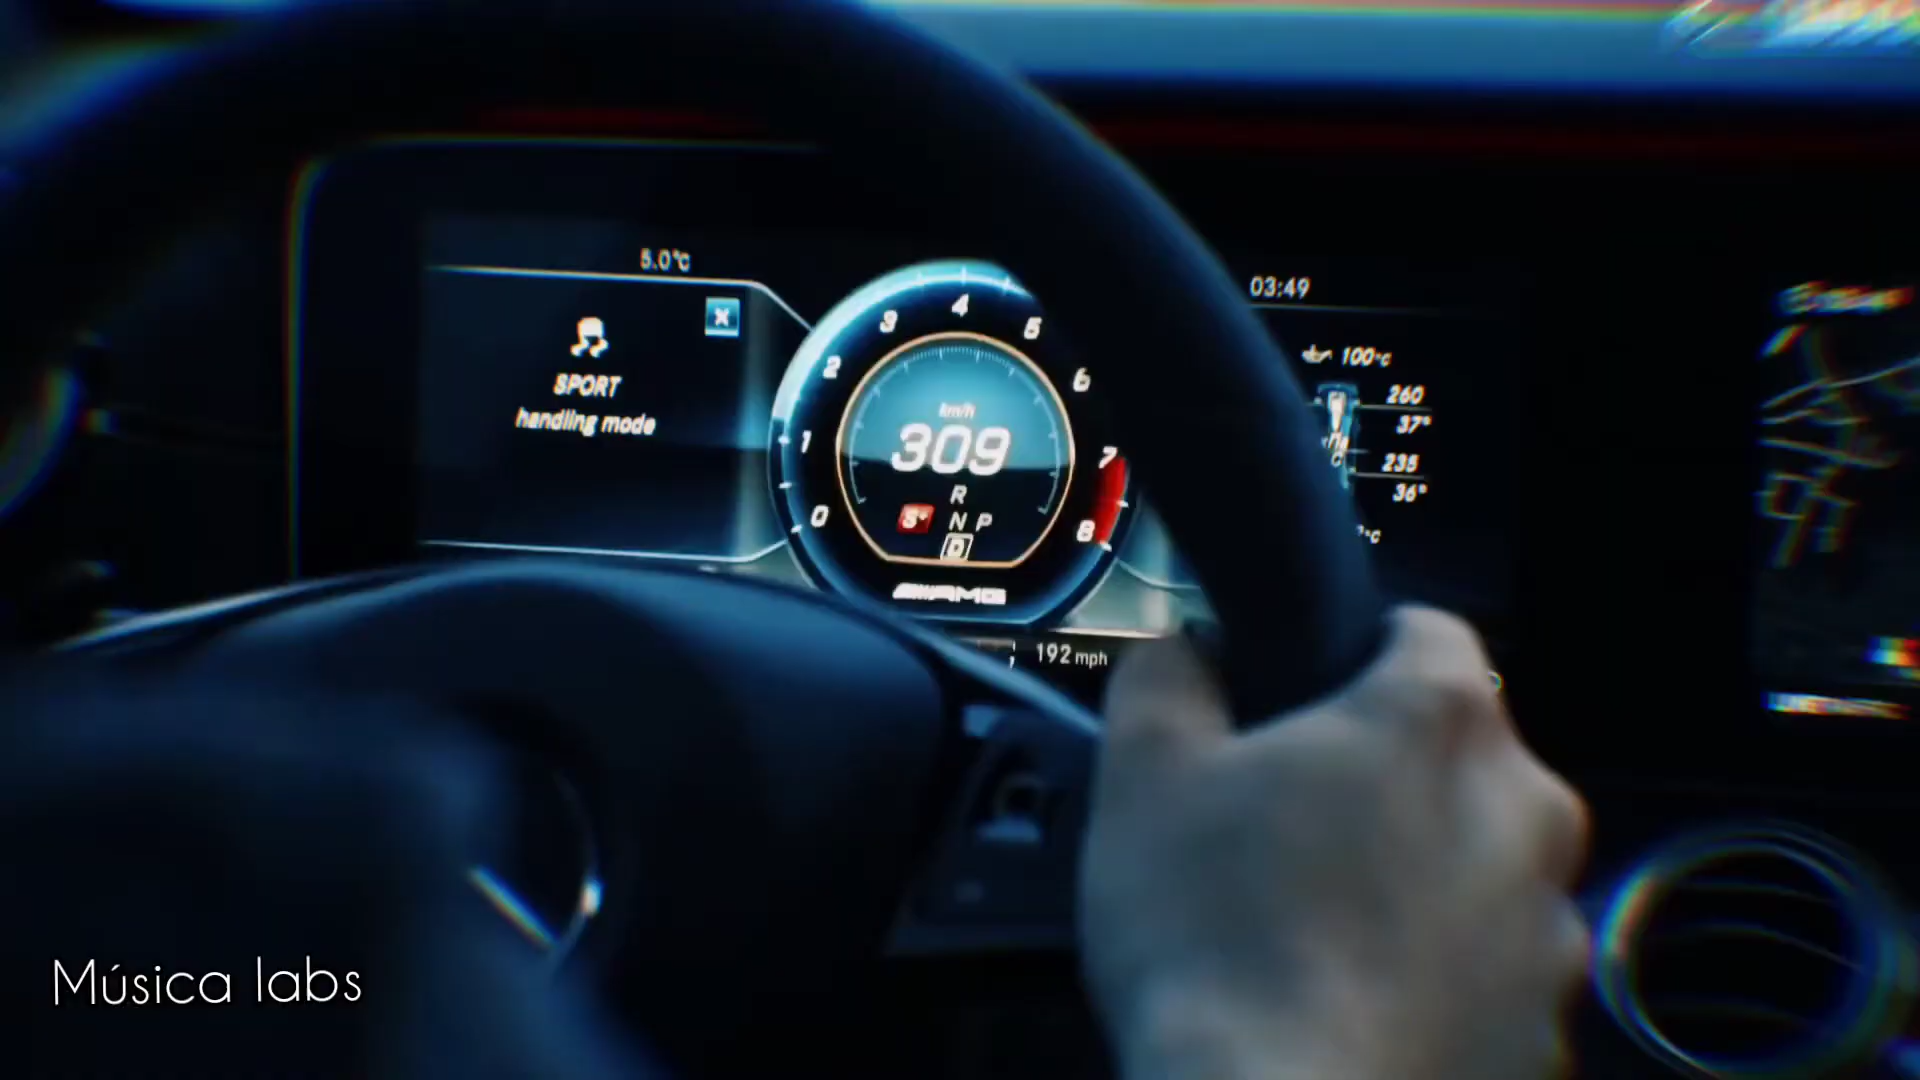 5.0°C
03:49
SPORT
handling mode
0
1
2
3
4
5
6
7
8
km/h
309
R
S+ N P
D
AMG
192 mph
100°C
260
37°
235
36°
°C
Música labs